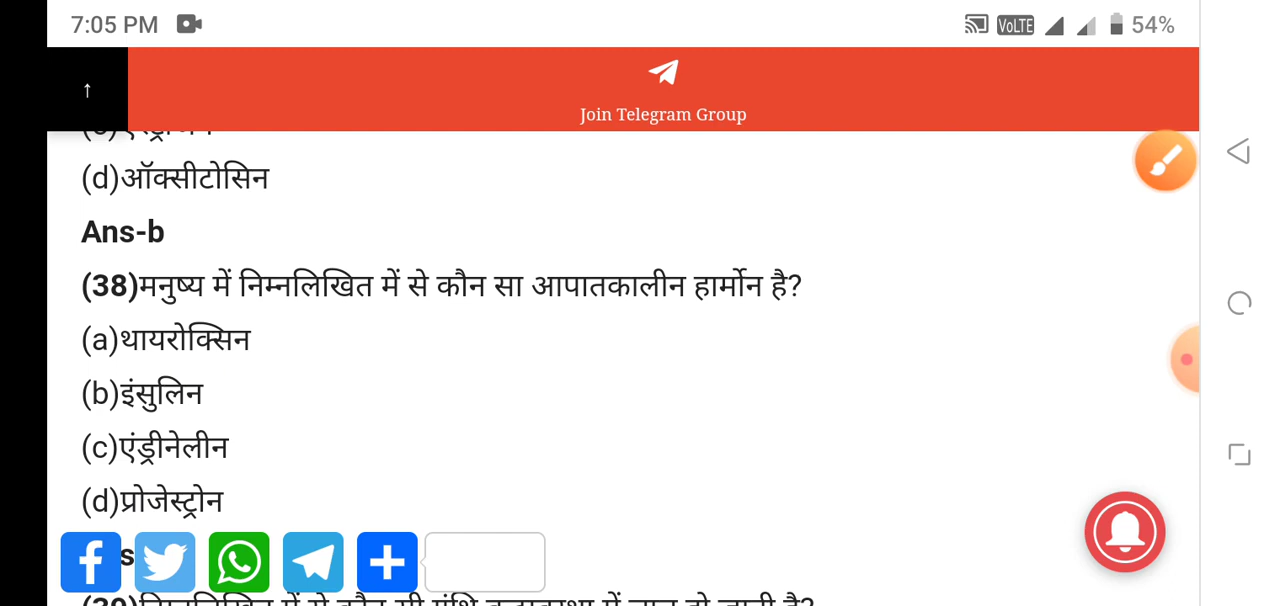 7:05 PM
VoLTE 54%
↑
Join Telegram Group
(d)ऑक्सीटोसिन
Ans-b
(38)मनुष्य में निम्नलिखित में से कौन सा आपातकालीन हार्मोन है?
(a)थायरोक्सिन
(b)इंसुलिन
(c)एंड्रीनेलीन
(d)प्रोजेस्ट्रोन